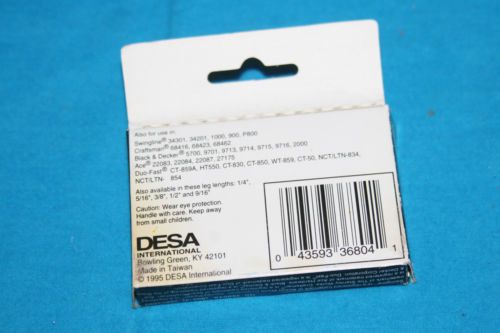 Also for use in:
Swingline® 34301, 34201, 1000, 900, P800
Craftsman® 68416, 68423, 68462
Black & Decker® 5700, 9701, 9713, 9714, 9715, 9716, 2000
Ace® 22083, 22084, 22087, 27175
Duo-Fast® CT-859A, HT550, CT-830, CT-850, WT-859, CT-50, NCT/LTN-834,
NCT/LTN- 854
Also available in these leg lengths: 1/4",
5/16", 3/8", 1/2" and 9/16"
Caution: Wear eye protection.
Handle with care. Keep away
from small children.
DESA
INTERNATIONAL
Bowling Green, KY 42101
Made in Taiwan
© 1995 DESA International
0 43593 36804 1